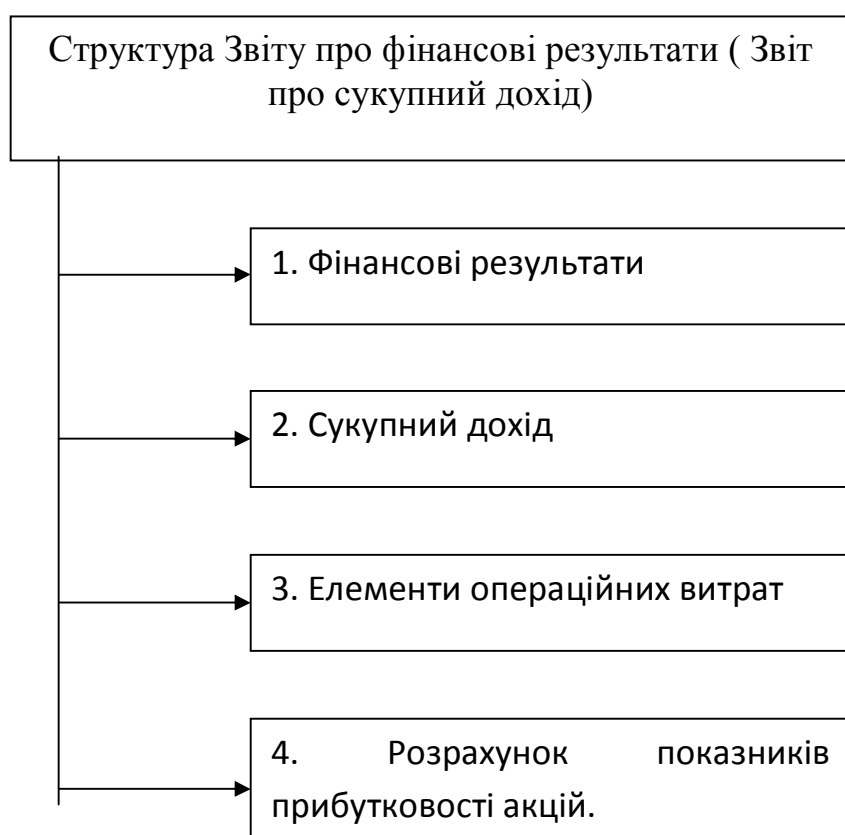 Структура Звіту про фінансові результати ( Звіт
про сукупний дохід)
1. Фінансові результати
2. Сукупний дохід
3. Елементи операційних витрат
4. Розрахунок показників
прибутковості акцій.